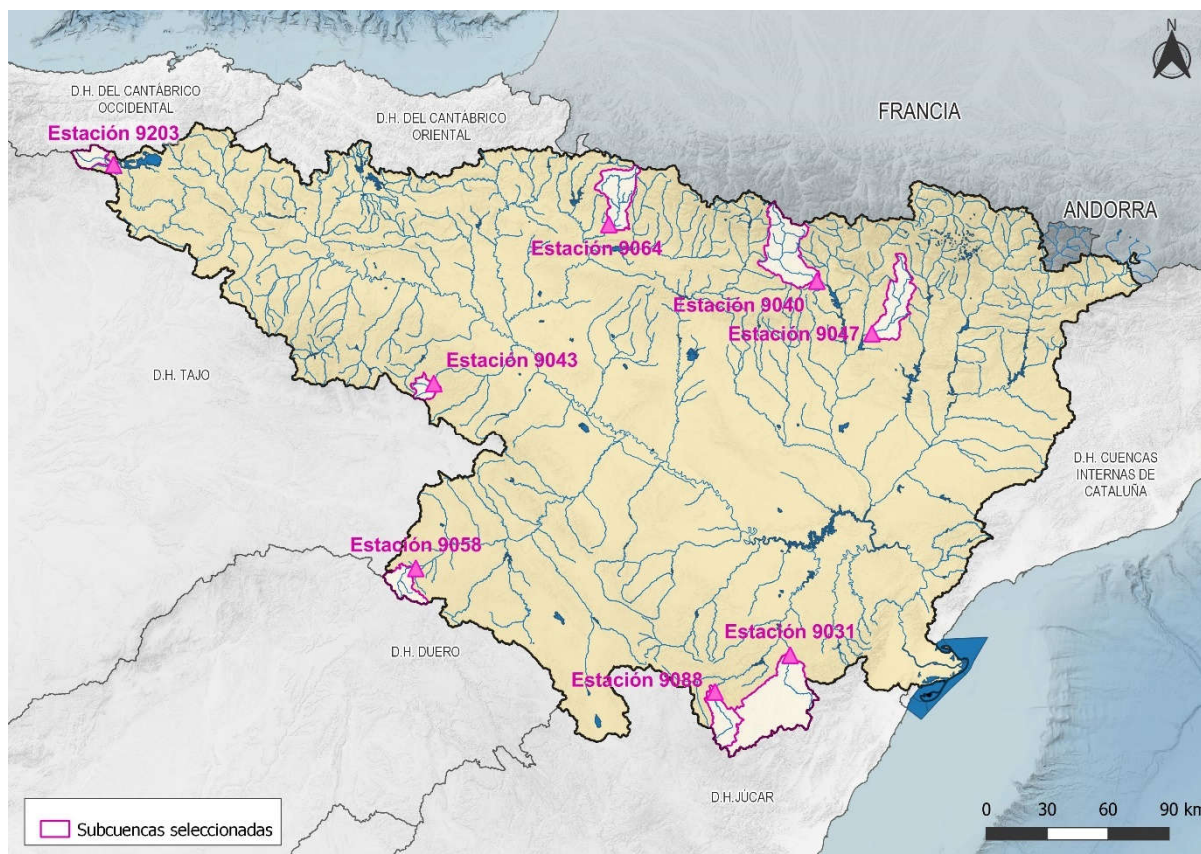 N
D.H. DEL CANTÁBRICO
OCCIDENTAL
D.H. DEL CANTÁBRICO
ORIENTAL
FRANCIA
Estación 9203
ANDORRA
Estación 9064
Estación 9040
Estación 9047
Estación 9043
D.H. TAJO
D.H. CUENCAS
INTERNAS DE
CATALUÑA
Estación 9058
Estación 9031
D.H. DUERO
Estación 9088
D.H.JÚCAR
Subcuencas seleccionadas
0 30 60 90 km